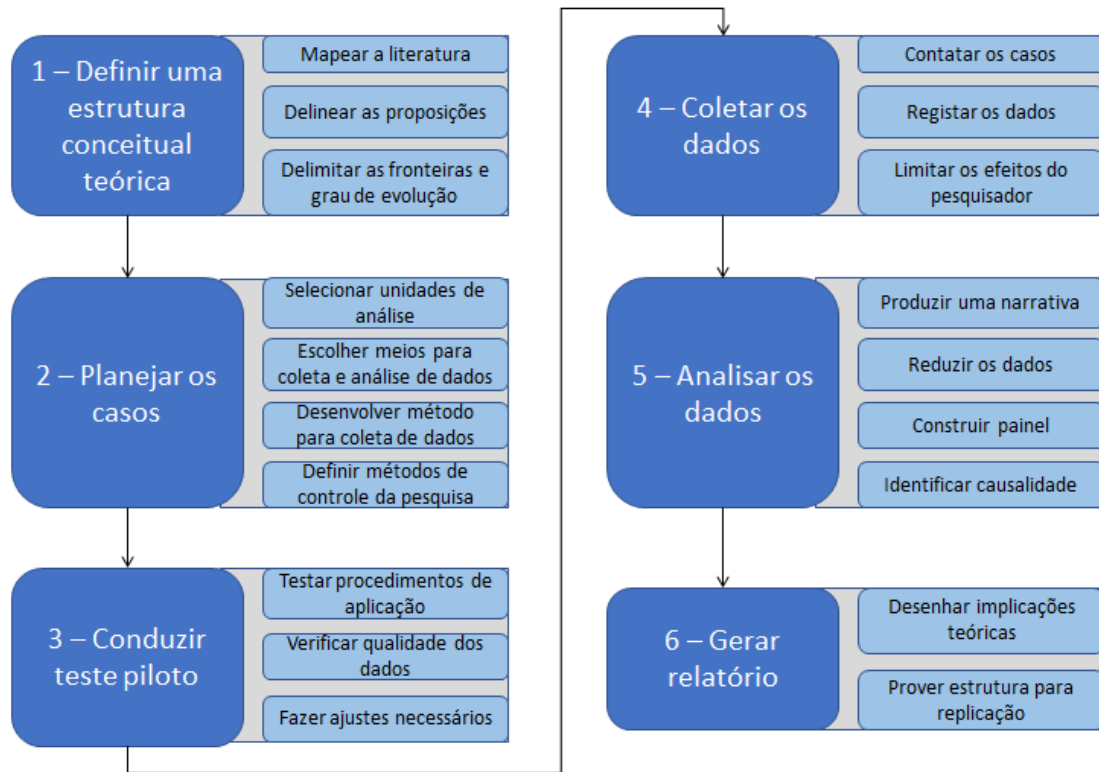 1 – Definir uma
estrutura
conceitual
teórica
Mapear a literatura
Delinear as proposições
Delimitar as fronteiras e
grau de evolução
2 – Planejar os
casos
Selecionar unidades de
análise
Escolher meios para
coleta e análise de dados
Desenvolver método
para coleta de dados
Definir métodos de
controle da pesquisa
3 – Conduzir
teste piloto
Testar procedimentos de
aplicação
Verificar qualidade dos
dados
Fazer ajustes necessários
4 – Coletar os
dados
Contatar os casos
Registar os dados
Limitar os efeitos do
pesquisador
5 – Analisar os
dados
Produzir uma narrativa
Reduzir os dados
Construir painel
Identificar causalidade
6 – Gerar
relatório
Desenhar implicações
teóricas
Prover estrutura para
replicação